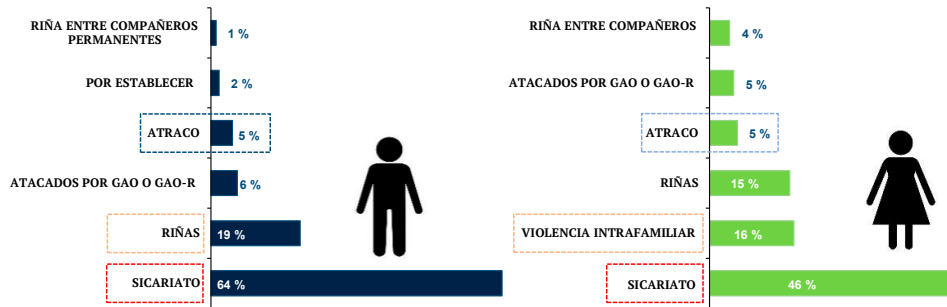 RIÑA ENTRE COMPAÑEROS
PERMANENTES
1 %
POR ESTABLECER
2 %
ATRACO
5 %
ATACADOS POR GAO O GAO-R
6 %
RIÑAS
19 %
SICARIATO
64 %
RIÑA ENTRE COMPAÑEROS
4 %
ATACADOS POR GAO O GAO-R
5 %
ATRACO
5 %
RIÑAS
15 %
VIOLENCIA INTRAFAMILIAR
16 %
SICARIATO
46 %